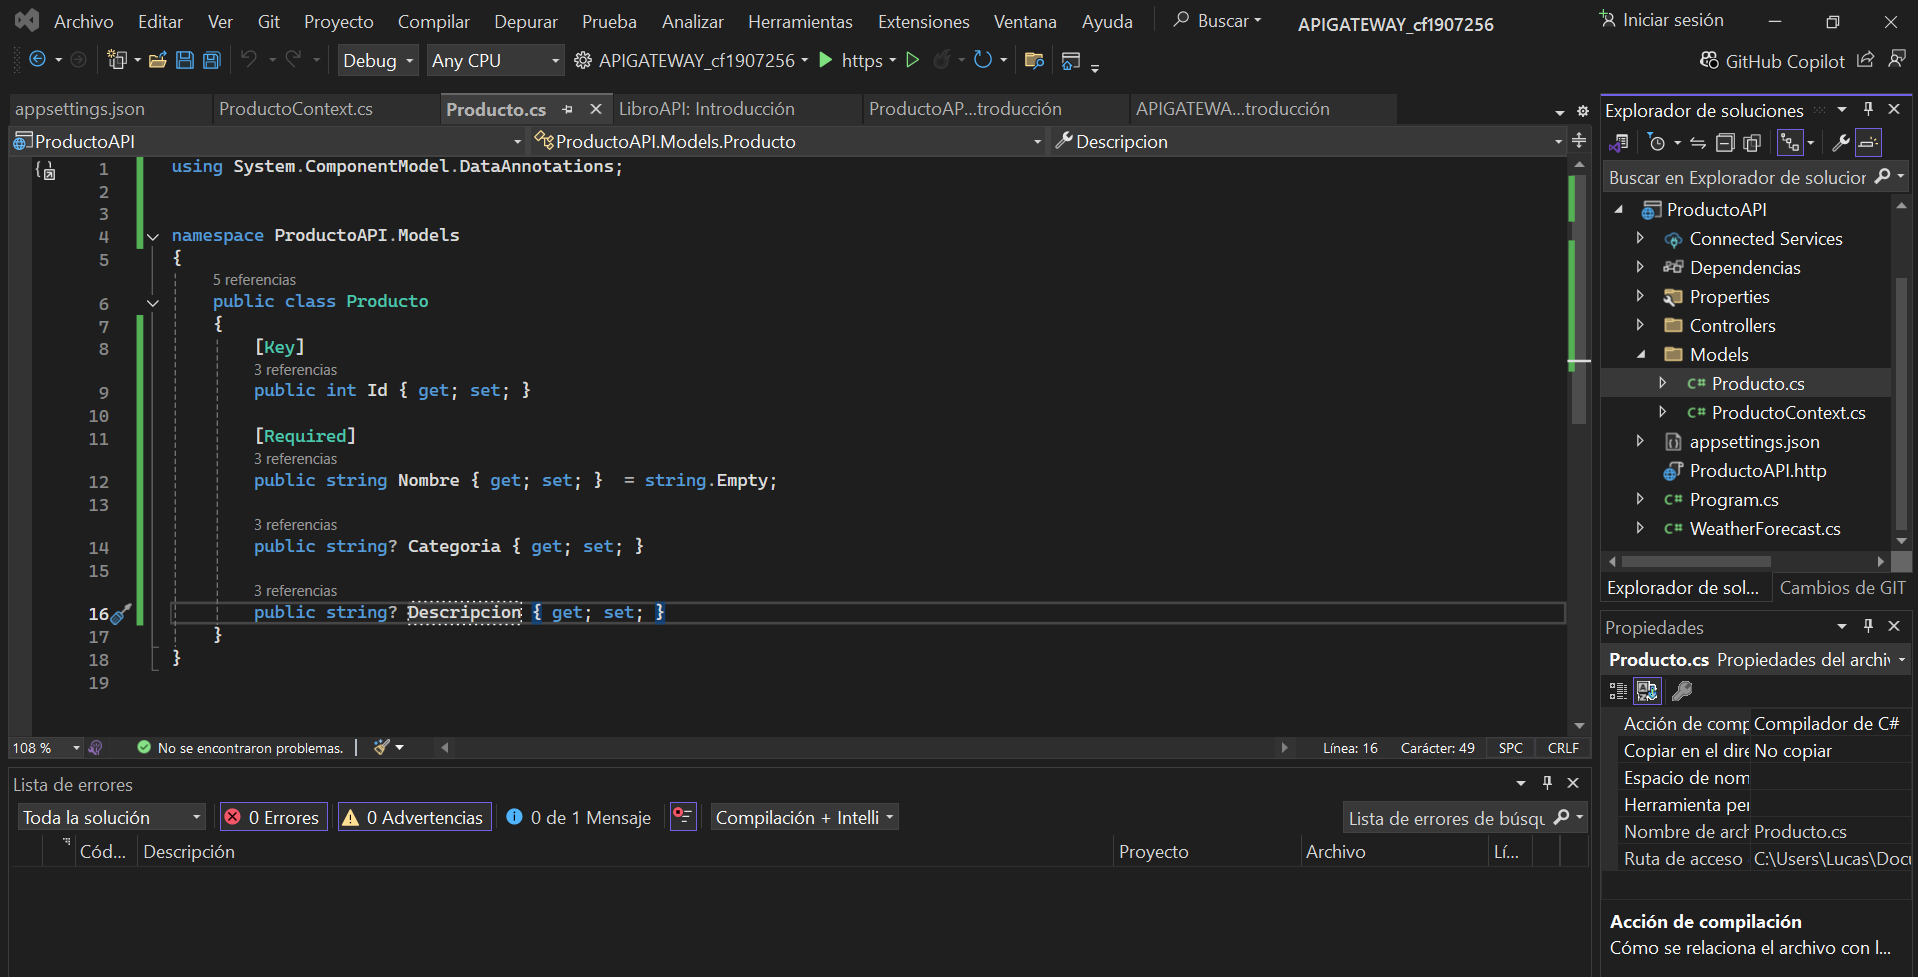 Archivo Editar Ver Git Proyecto Compilar Depurar Prueba Analizar Herramientas Extensiones Ventana Ayuda Buscar APIGATEWAY_cf1907256 Iniciar sesión
Debug Any CPU APIGATEWAY_cf1907256 https GitHub Copilot
appsettings.json ProductoContext.cs Producto.cs LibroAPI: Introducción ProductoAP...troducción APIGATEWA...troducción
ProductoAPI ProductoAPI.Models.Producto Descripcion
1 using System.ComponentModel.DataAnnotations;
2
3
4 namespace ProductoAPI.Models
5 {
5 referencias
6 public class Producto
7 {
8 [Key]
3 referencias
9 public int Id { get; set; }
10
11 [Required]
3 referencias
12 public string Nombre { get; set; }  = string.Empty;
13
3 referencias
14 public string? Categoria { get; set; }
15
3 referencias
16 public string? Descripcion { get; set; }
17 }
18 }
19
108 % No se encontraron problemas. Línea: 16 Carácter: 49 SPC CRLF
Lista de errores
Toda la solución 0 Errores 0 Advertencias 0 de 1 Mensaje Compilación + Intelli Lista de errores de búsqu
Cód... Descripción Proyecto Archivo Lí...
Explorador de soluciones
Buscar en Explorador de solucior
ProductoAPI
Connected Services
Dependencias
Properties
Controllers
Models
C# Producto.cs
C# ProductoContext.cs
appsettings.json
ProductoAPI.http
C# Program.cs
C# WeatherForecast.cs
Explorador de sol... Cambios de GIT
Propiedades
Producto.cs Propiedades del archi
Acción de comp Compilador de C#
Copiar en el dire No copiar
Espacio de nom
Herramienta per
Nombre de arch Producto.cs
Ruta de acceso C:\Users\Lucas\Docu
Acción de compilación
Cómo se relaciona el archivo con l...